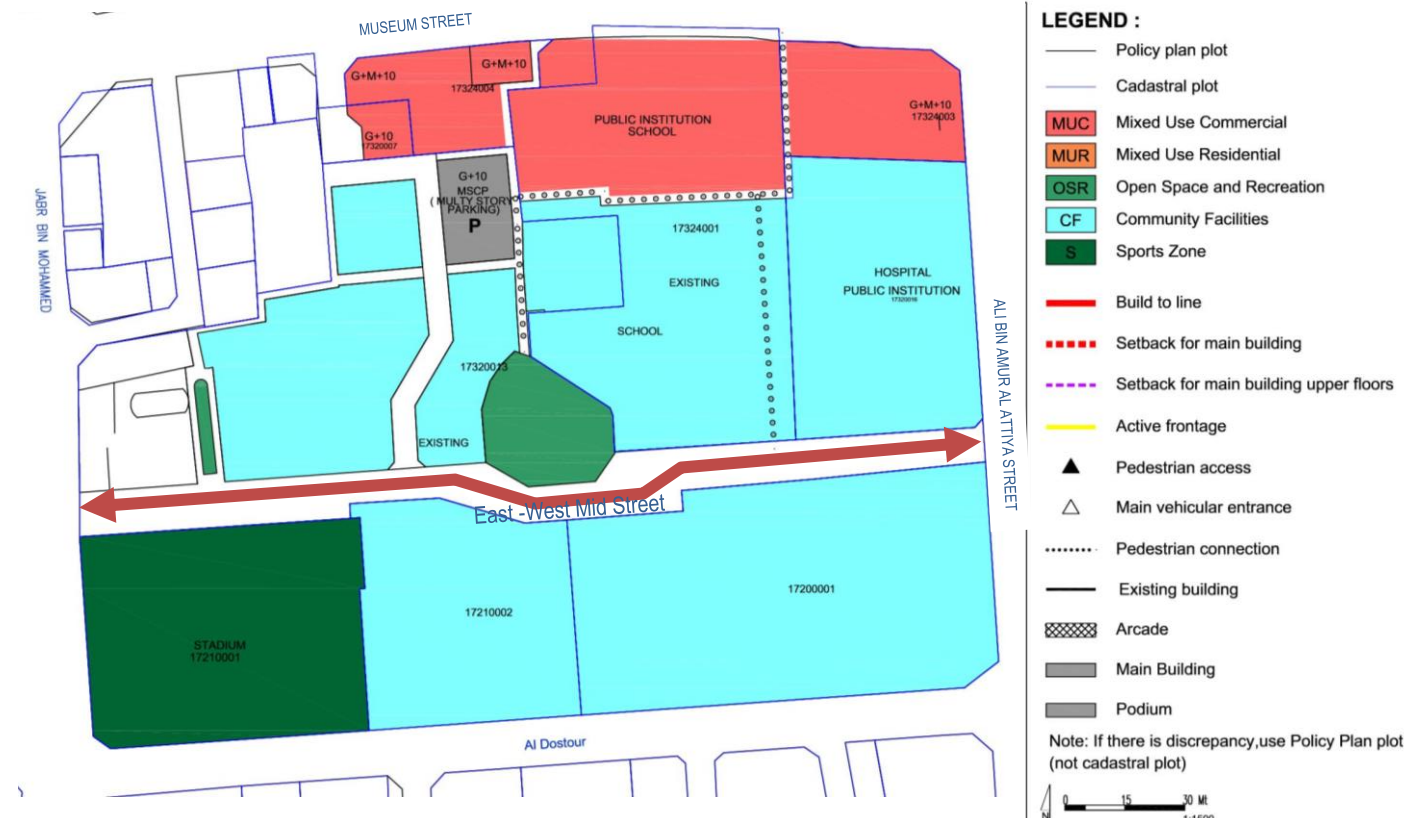 MUSEUM STREET
G+M+10
G+M+10
17324004
G+10
17320007
PUBLIC INSTITUTION
SCHOOL
G+M+10
17324003
G+10
MSCP
( MULTY STORY
PARKING)
P
17324001
EXISTING
SCHOOL
HOSPITAL
PUBLIC INSTITUTION
17320016
JABR BIN MOHAMMED
ALI BIN AMUR AL ATTIYA STREET
17320013
EXISTING
East -West Mid Street
STADIUM
17210001
17210002
17200001
Al Dostour
LEGEND :
Policy plan plot
Cadastral plot
MUC Mixed Use Commercial
MUR Mixed Use Residential
OSR Open Space and Recreation
CF Community Facilities
S Sports Zone
Build to line
Setback for main building
Setback for main building upper floors
Active frontage
Pedestrian access
Main vehicular entrance
Pedestrian connection
Existing building
Arcade
Main Building
Podium
Note: If there is discrepancy,use Policy Plan plot
(not cadastral plot)
0 15 30 Mt
N